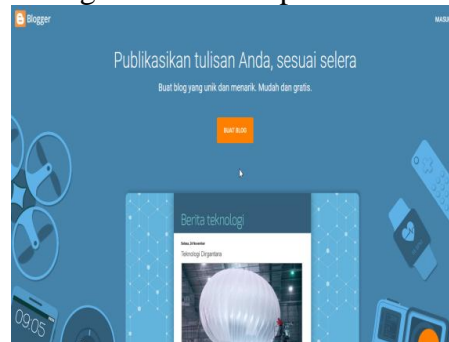 Blogger
MASUK
Publikasikan tulisan Anda, sesuai selera
Buat blog yang unik dan menarik. Mudah dan gratis.
BUAT BLOG
Berita teknologi
Teknologi Dirgantara
09:05